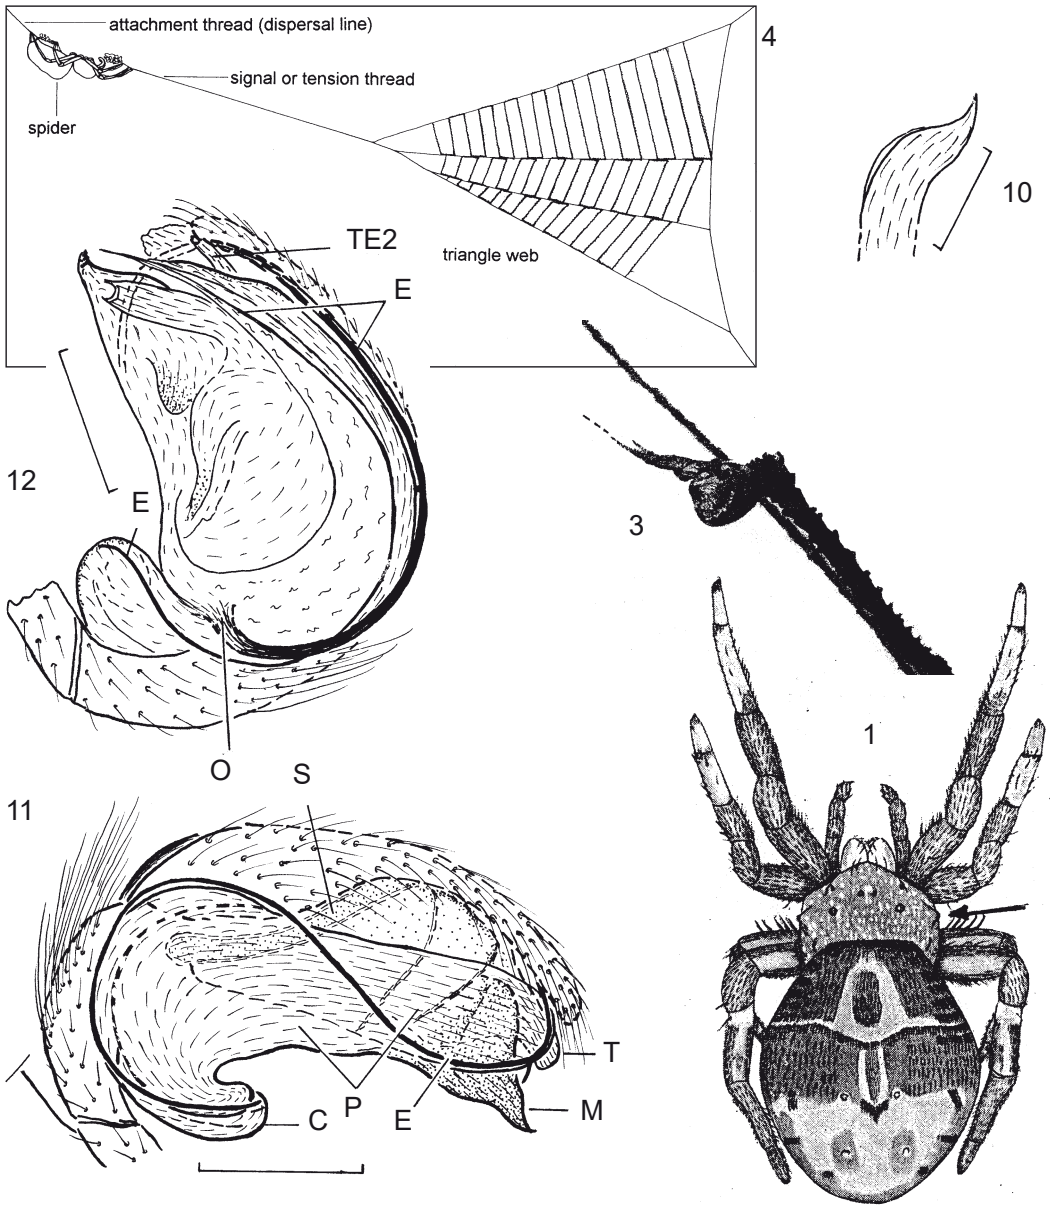 attachment thread (dispersal line)
4
signal or tension thread
spider
10
TE2
triangle web
E
12
E
3
1
O
S
11
T
P
E
M
C